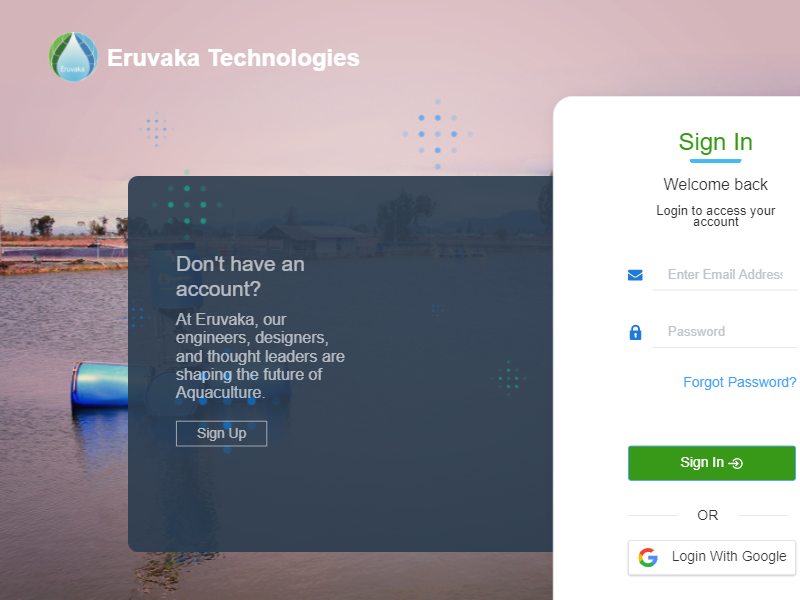 Eruvaka
Eruvaka Technologies
Don't have an
account?
At Eruvaka, our
engineers, designers,
and thought leaders are
shaping the future of
Aquaculture.
Sign Up
Sign In
Welcome back
Login to access your
account
Enter Email Address
Password
Forgot Password?
Sign In
OR
Login With Google